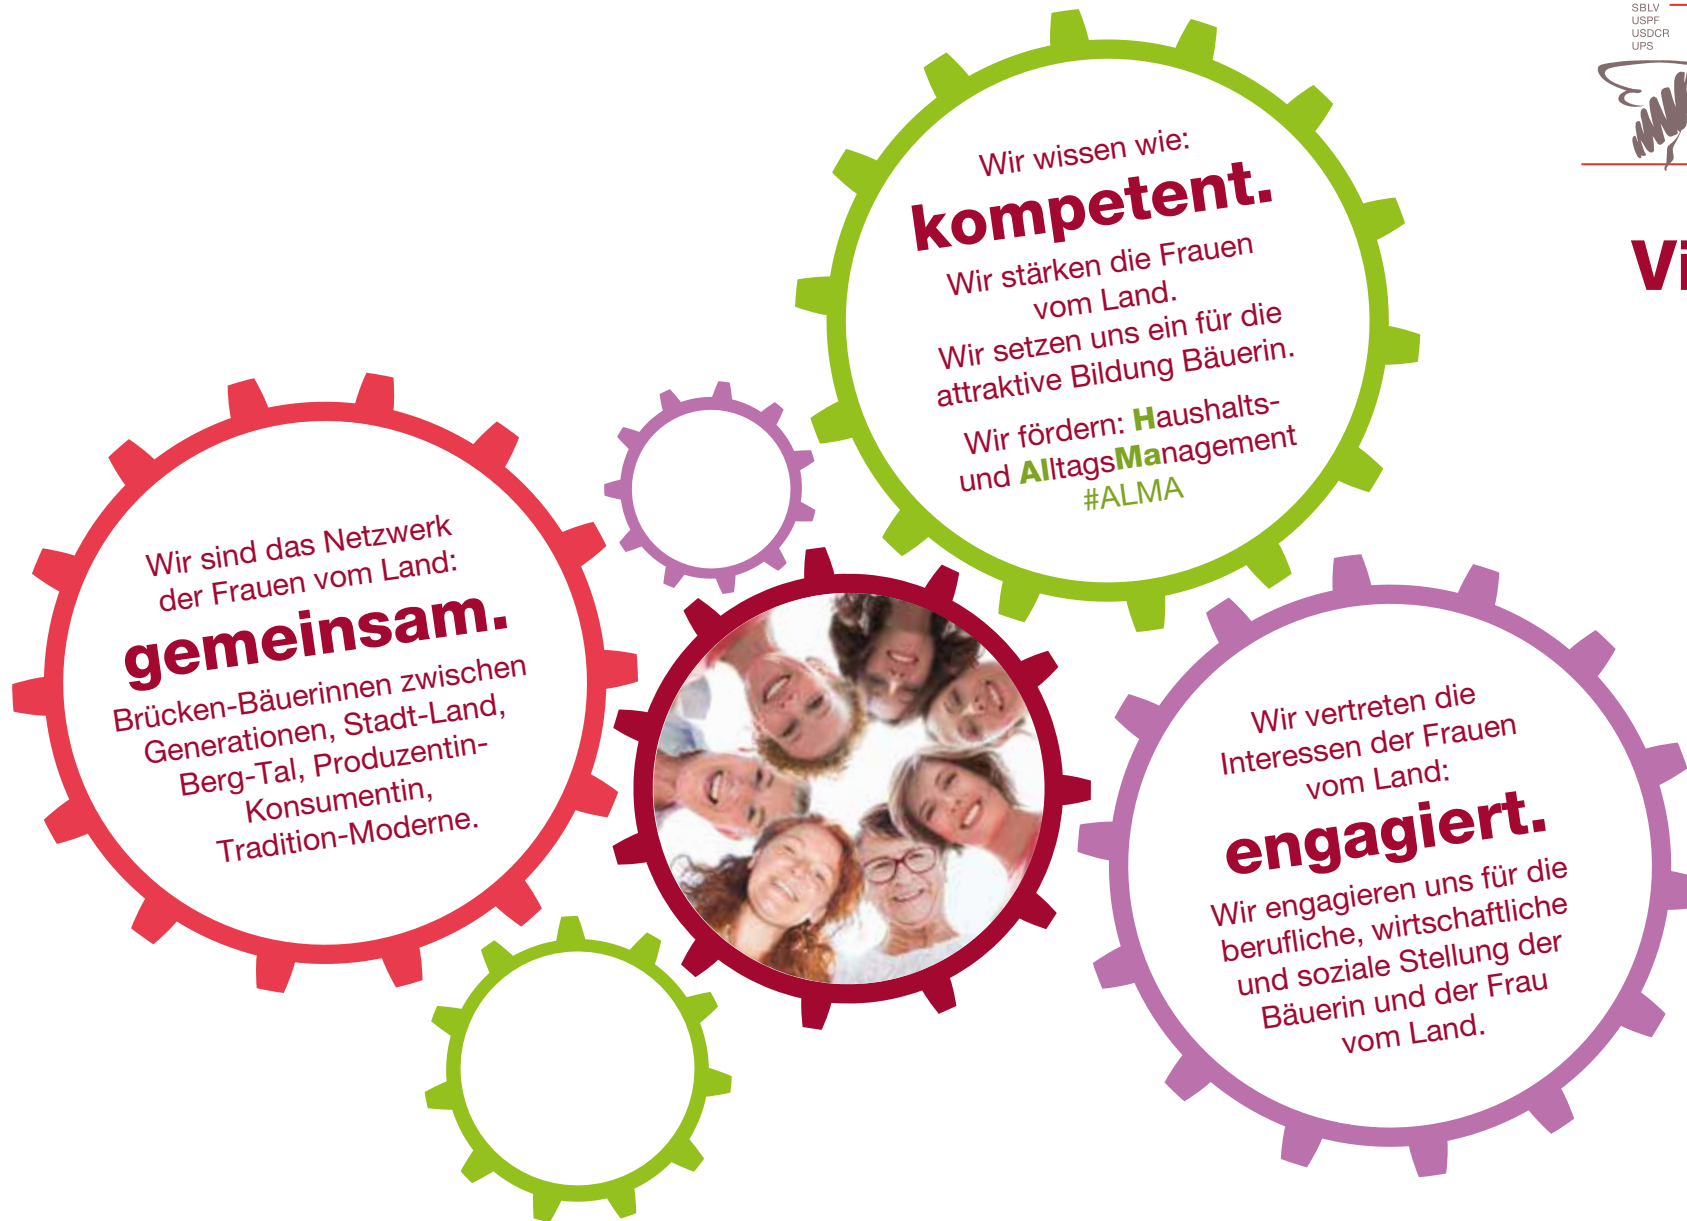 SBLV
USPF
USDCR
UPS
Wir wissen wie:
kompetent.
Wir stärken die Frauen
vom Land.
Wir setzen uns ein für die
attraktive Bildung Bäuerin.
Wir fördern: Haushalts-
und AlltagsManagement
#ALMA
Wir sind das Netzwerk
der Frauen vom Land:
gemeinsam.
Brücken-Bäuerinnen zwischen
Generationen, Stadt-Land,
Berg-Tal, Produzentin-
Konsumentin,
Tradition-Moderne.
Wir vertreten die
Interessen der Frauen
vom Land:
engagiert.
Wir engagieren uns für die
berufliche, wirtschaftliche
und soziale Stellung der
Bäuerin und der Frau
vom Land.